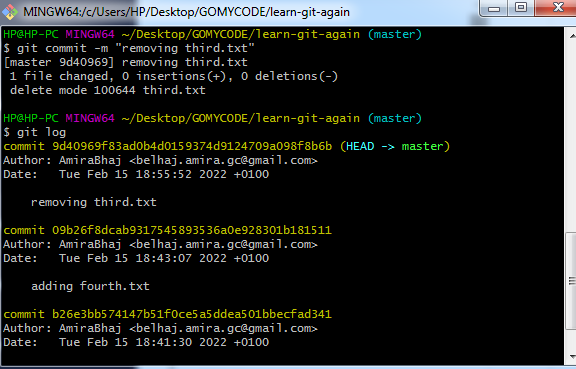 MINGW64:/c/Users/HP/Desktop/GOMYCODE/learn-git-again
HP@HP-PC MINGW64 ~/Desktop/GOMYCODE/learn-git-again (master)
$ git commit -m "removing third.txt"
[master 9d40969] removing third.txt
 1 file changed, 0 insertions(+), 0 deletions(-)
 delete mode 100644 third.txt

HP@HP-PC MINGW64 ~/Desktop/GOMYCODE/learn-git-again (master)
$ git log
commit 9d40969f83ad0b4d0159374d9124709a098f8b6b (HEAD -> master)
Author: AmiraBhaj <belhaj.amira.gc@gmail.com>
Date:   Tue Feb 15 18:55:52 2022 +0100

    removing third.txt

commit 09b26f8dcab9317545893536a0e928301b181511
Author: AmiraBhaj <belhaj.amira.gc@gmail.com>
Date:   Tue Feb 15 18:43:07 2022 +0100

    adding fourth.txt

commit b26e3bb574147b51f0ce5a5ddea501bbecfad341
Author: AmiraBhaj <belhaj.amira.gc@gmail.com>
Date:   Tue Feb 15 18:41:30 2022 +0100